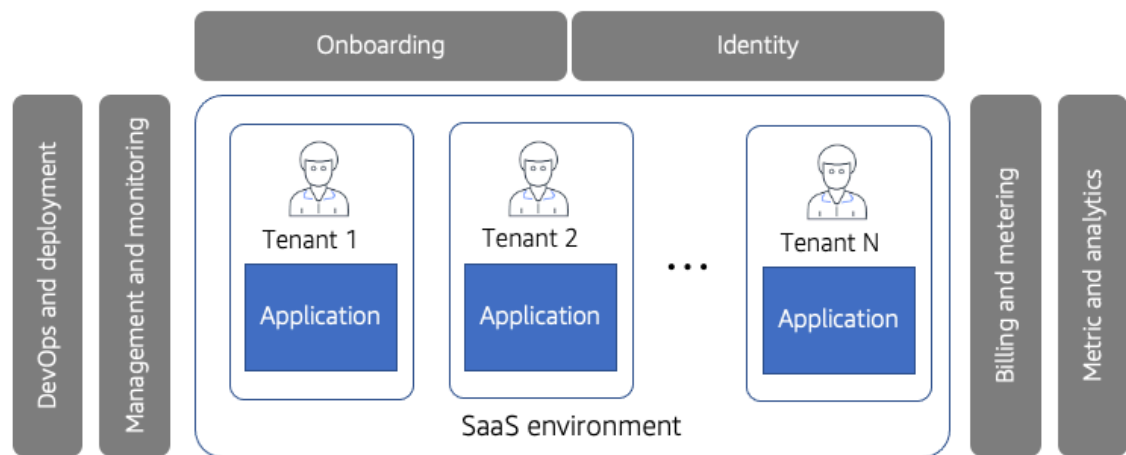 Onboarding
Identity
DevOps and deployment
Management and monitoring
Tenant 1
Application
Tenant 2
Application
...
Tenant N
Application
SaaS environment
Billing and metering
Metric and analytics